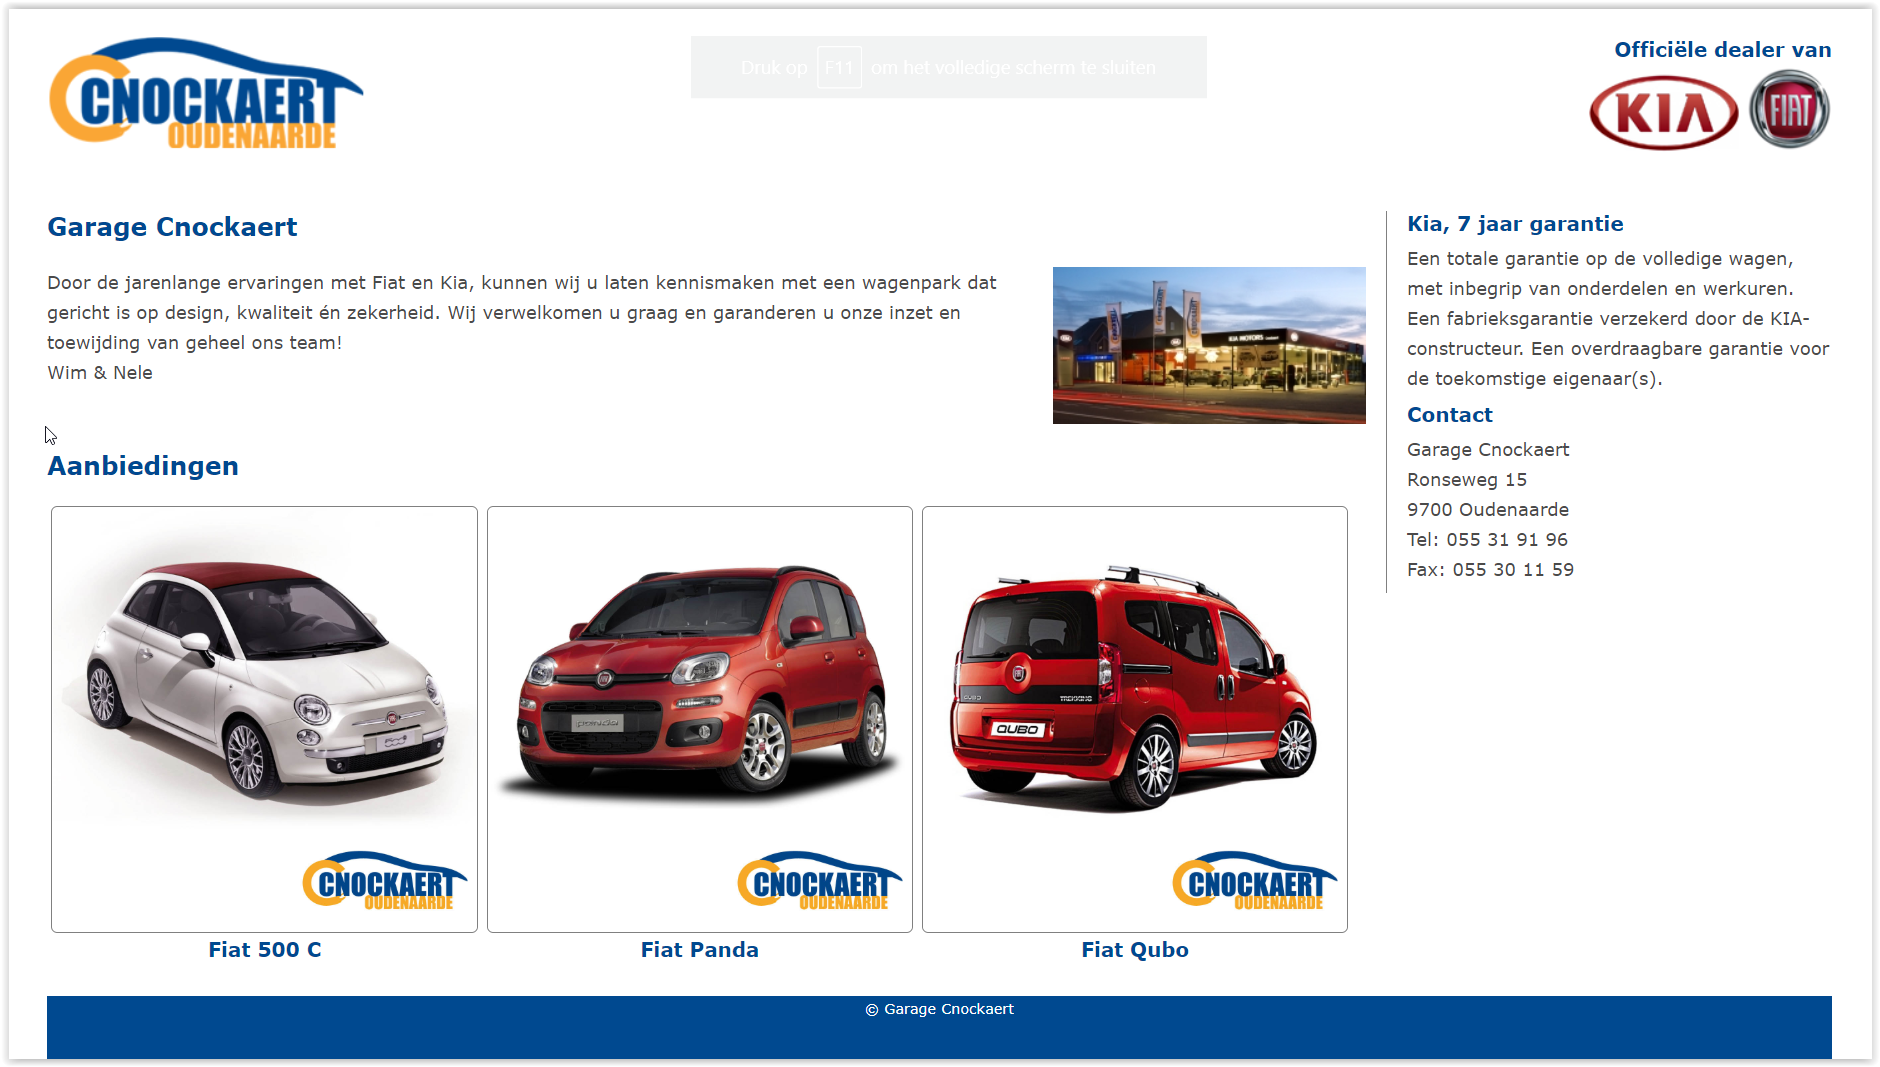 CNOCKAERT
OUDENAARDE
Druk op F11 om het volledige scherm te sluiten
Officiële dealer van
KIA FIAT
Garage Cnockaert
Door de jarenlange ervaringen met Fiat en Kia, kunnen wij u laten kennismaken met een wagenpark dat
gericht is op design, kwaliteit én zekerheid. Wij verwelkomen u graag en garanderen u onze inzet en
toewijding van geheel ons team!
Wim & Nele
KIA MOTORS
Aanbiedingen
CNOCKAERT
OUDENAARDE
Fiat 500 C
CNOCKAERT
OUDENAARDE
Fiat Panda
QUBO
TREKKING
QUBO
CNOCKAERT
OUDENAARDE
Fiat Qubo
Kia, 7 jaar garantie
Een totale garantie op de volledige wagen,
met inbegrip van onderdelen en werkuren.
Een fabrieksgarantie verzekerd door de KIA-
constructeur. Een overdraagbare garantie voor
de toekomstige eigenaar(s).
Contact
Garage Cnockaert
Ronseweg 15
9700 Oudenaarde
Tel: 055 31 91 96
Fax: 055 30 11 59
© Garage Cnockaert